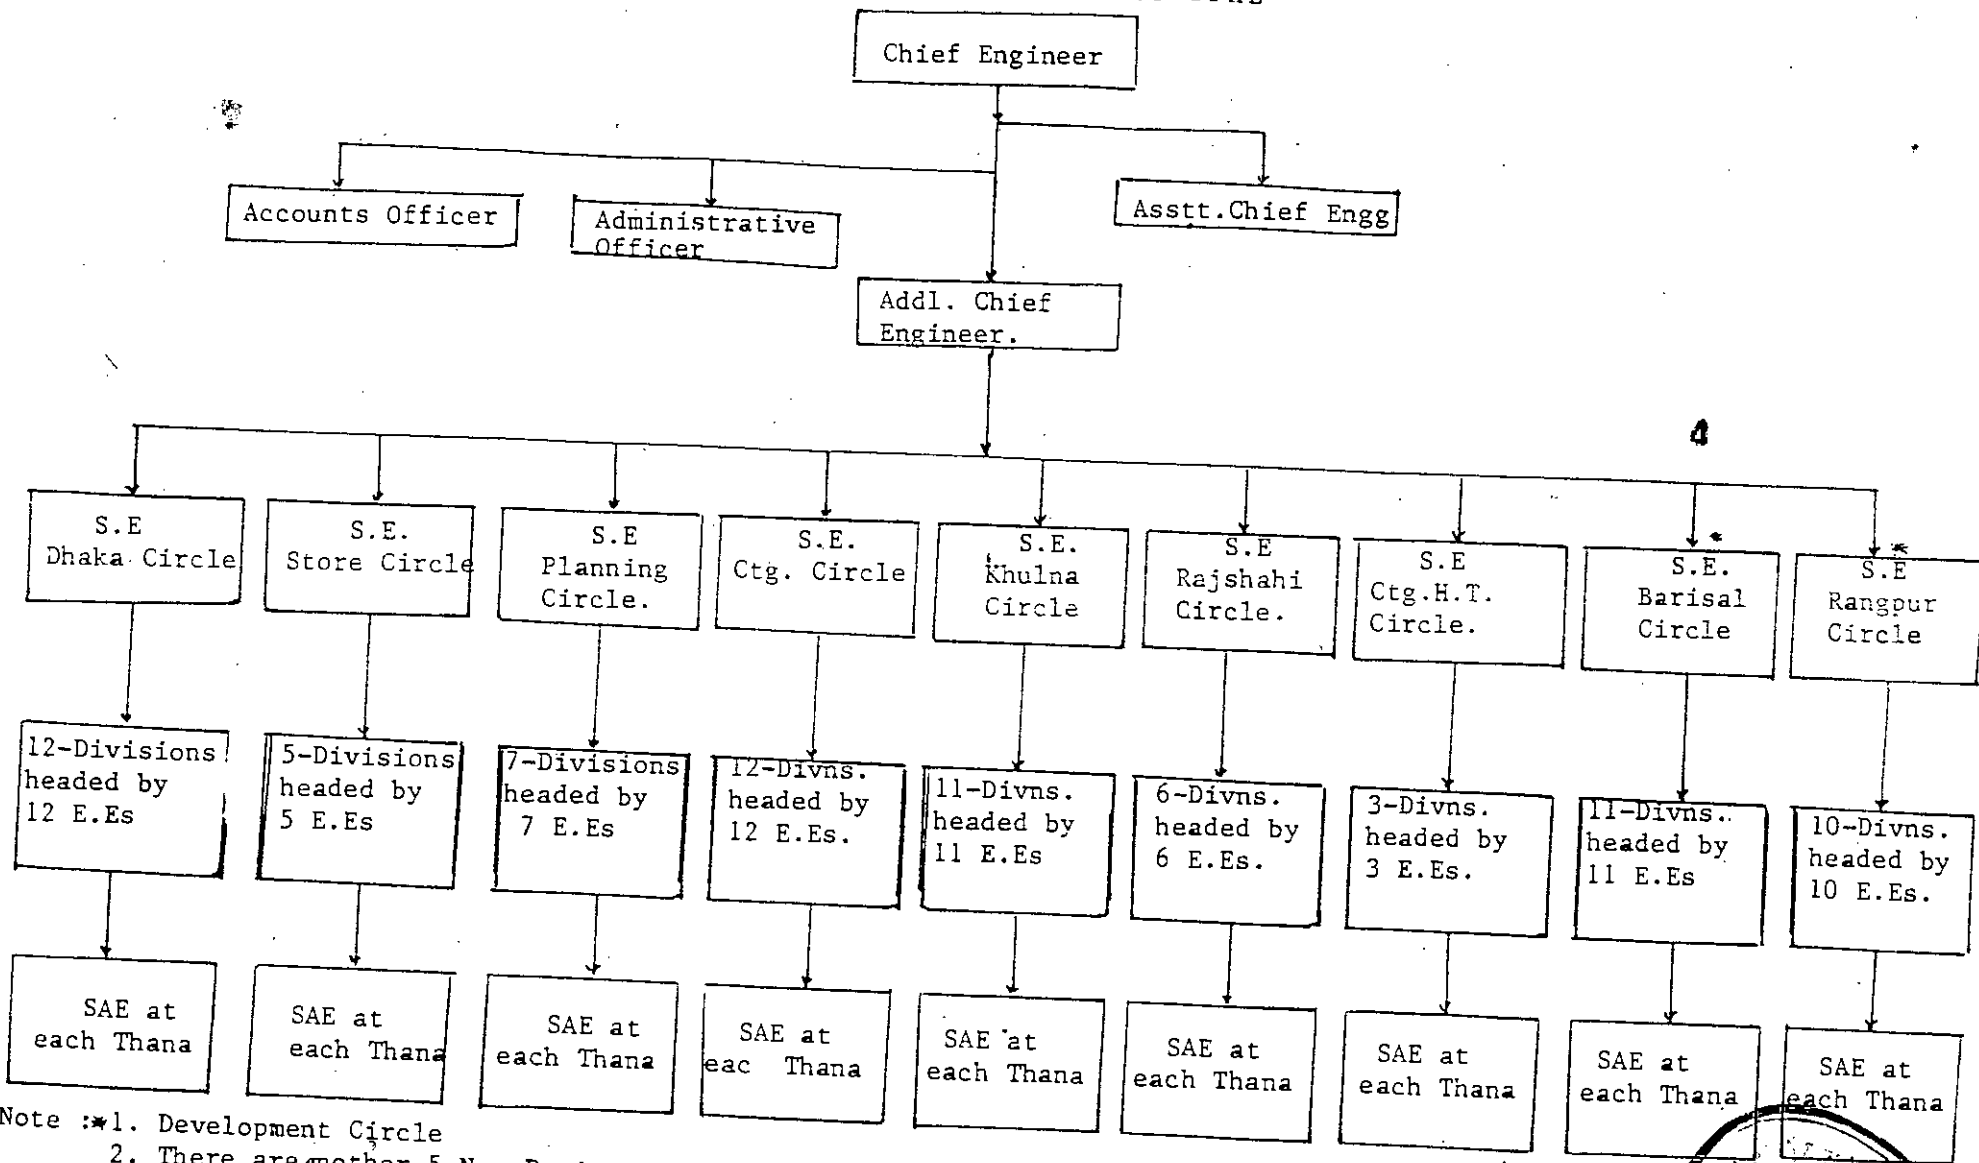 Chief Engineer
Accounts Officer
Administrative
Officer
Asstt.Chief Engg
Addl. Chief
Engineer.
4
S.E
Dhaka Circle
S.E.
Store Circle
S.E
Planning
Circle.
S.E.
Ctg. Circle
S.E.
Khulna
Circle
S.E
Rajshahi
Circle.
S.E
Ctg.H.T.
Circle.
*
S.E.
Barisal
Circle
*
S.E
Rangpur
Circle
12-Divisions
headed by
12 E.Es
5-Divisions
headed by
5 E.Es
7-Divisions
headed by
7 E.Es
12-Divns.
headed by
12 E.Es.
11-Divns.
headed by
11 E.Es
6-Divns.
headed by
6 E.Es.
3-Divns.
headed by
3 E.Es.
11-Divns.
headed by
11 E.Es
10-Divns.
headed by
10 E.Es.
SAE at
each Thana
SAE at
each Thana
SAE at
each Thana
SAE at
eac Thana
SAE at
each Thana
SAE at
each Thana
SAE at
each Thana
SAE at
each Thana
SAE at
each Thana
Note :*1. Development Circle
2. There are 5